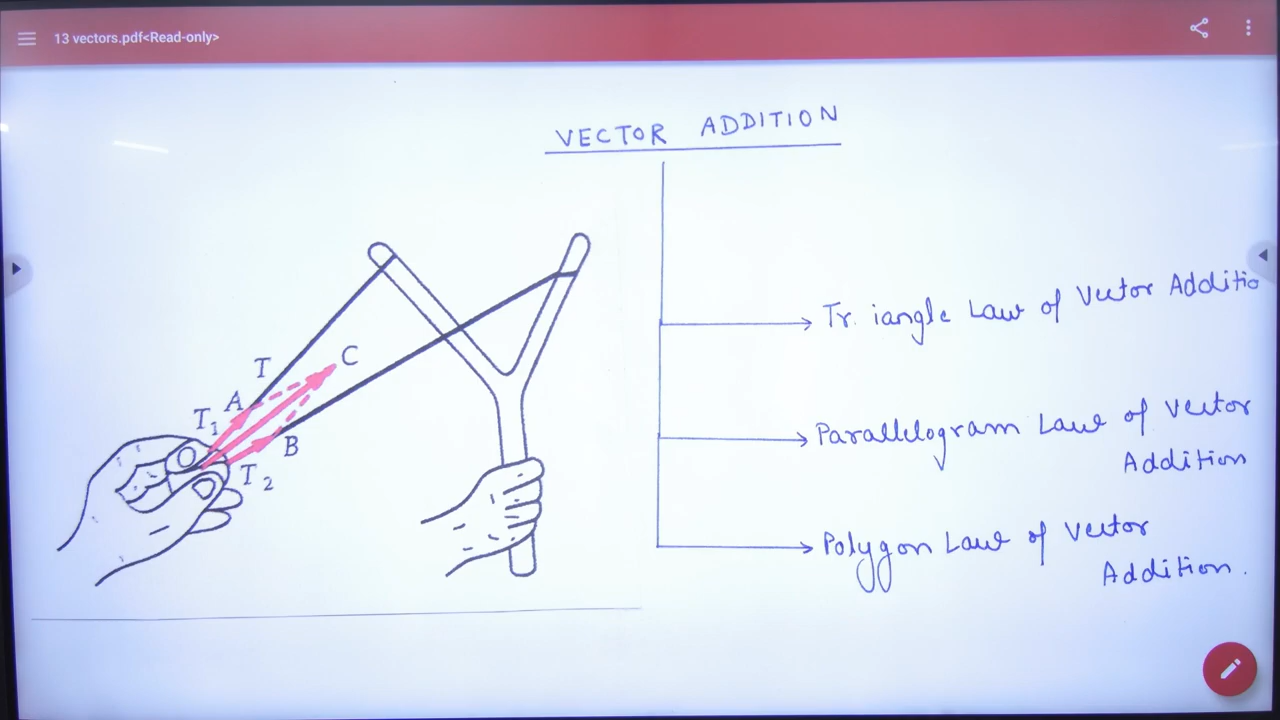 13 vectors.pdf<Read-only>
VECTOR ADDITION
Tr. iangle Law of Vector Additio
Parallelogram Law of Vector
Addition
Polygon Law of Vector
Addition.
T
C
A
T1
B
T2